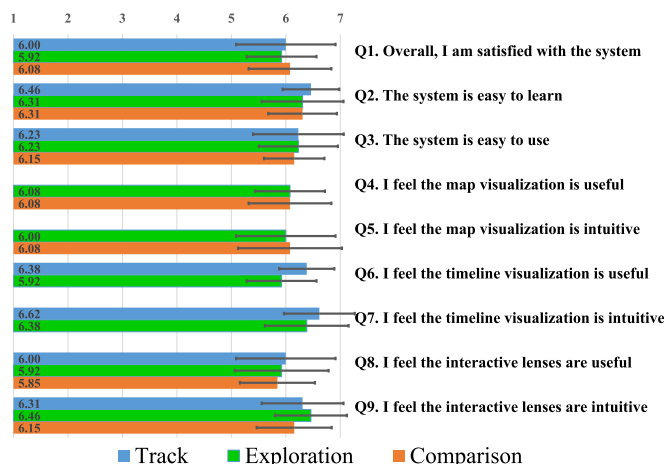 1 2 3 4 5 6 7
6.00
5.92
6.08
Q1. Overall, I am satisfied with the system
6.46
6.31
6.31
Q2. The system is easy to learn
6.23
6.23
6.15
Q3. The system is easy to use
6.08
6.08
Q4. I feel the map visualization is useful
6.00
6.08
Q5. I feel the map visualization is intuitive
6.38
5.92
Q6. I feel the timeline visualization is useful
6.62
6.38
Q7. I feel the timeline visualization is intuitive
6.00
5.92
5.85
Q8. I feel the interactive lenses are useful
6.31
6.46
6.15
Q9. I feel the interactive lenses are intuitive
Track Exploration Comparison